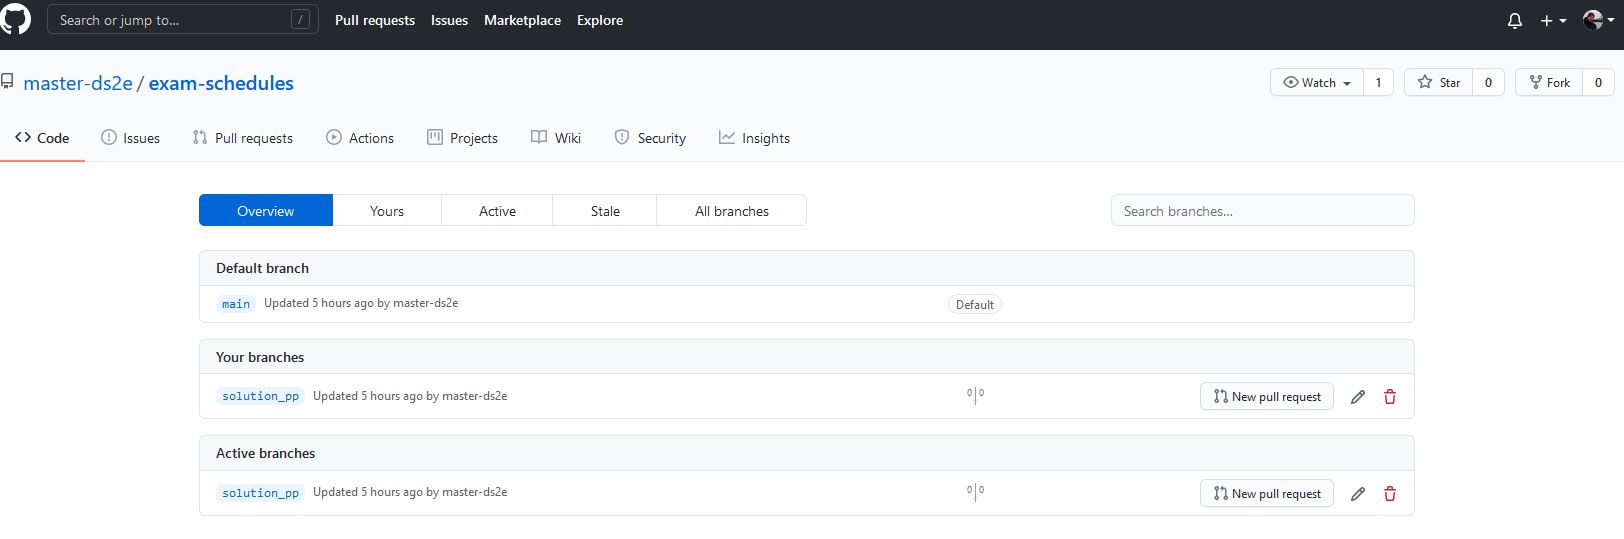 Search or jump to... /
Pull requests Issues Marketplace Explore
master-ds2e / exam-schedules
Watch 1 Star 0 Fork 0
Code Issues Pull requests Actions Projects Wiki Security Insights
Overview Yours Active Stale All branches
Search branches...
Default branch
main Updated 5 hours ago by master-ds2e Default
Your branches
solution_pp Updated 5 hours ago by master-ds2e 0 0 New pull request
Active branches
solution_pp Updated 5 hours ago by master-ds2e 0 0 New pull request